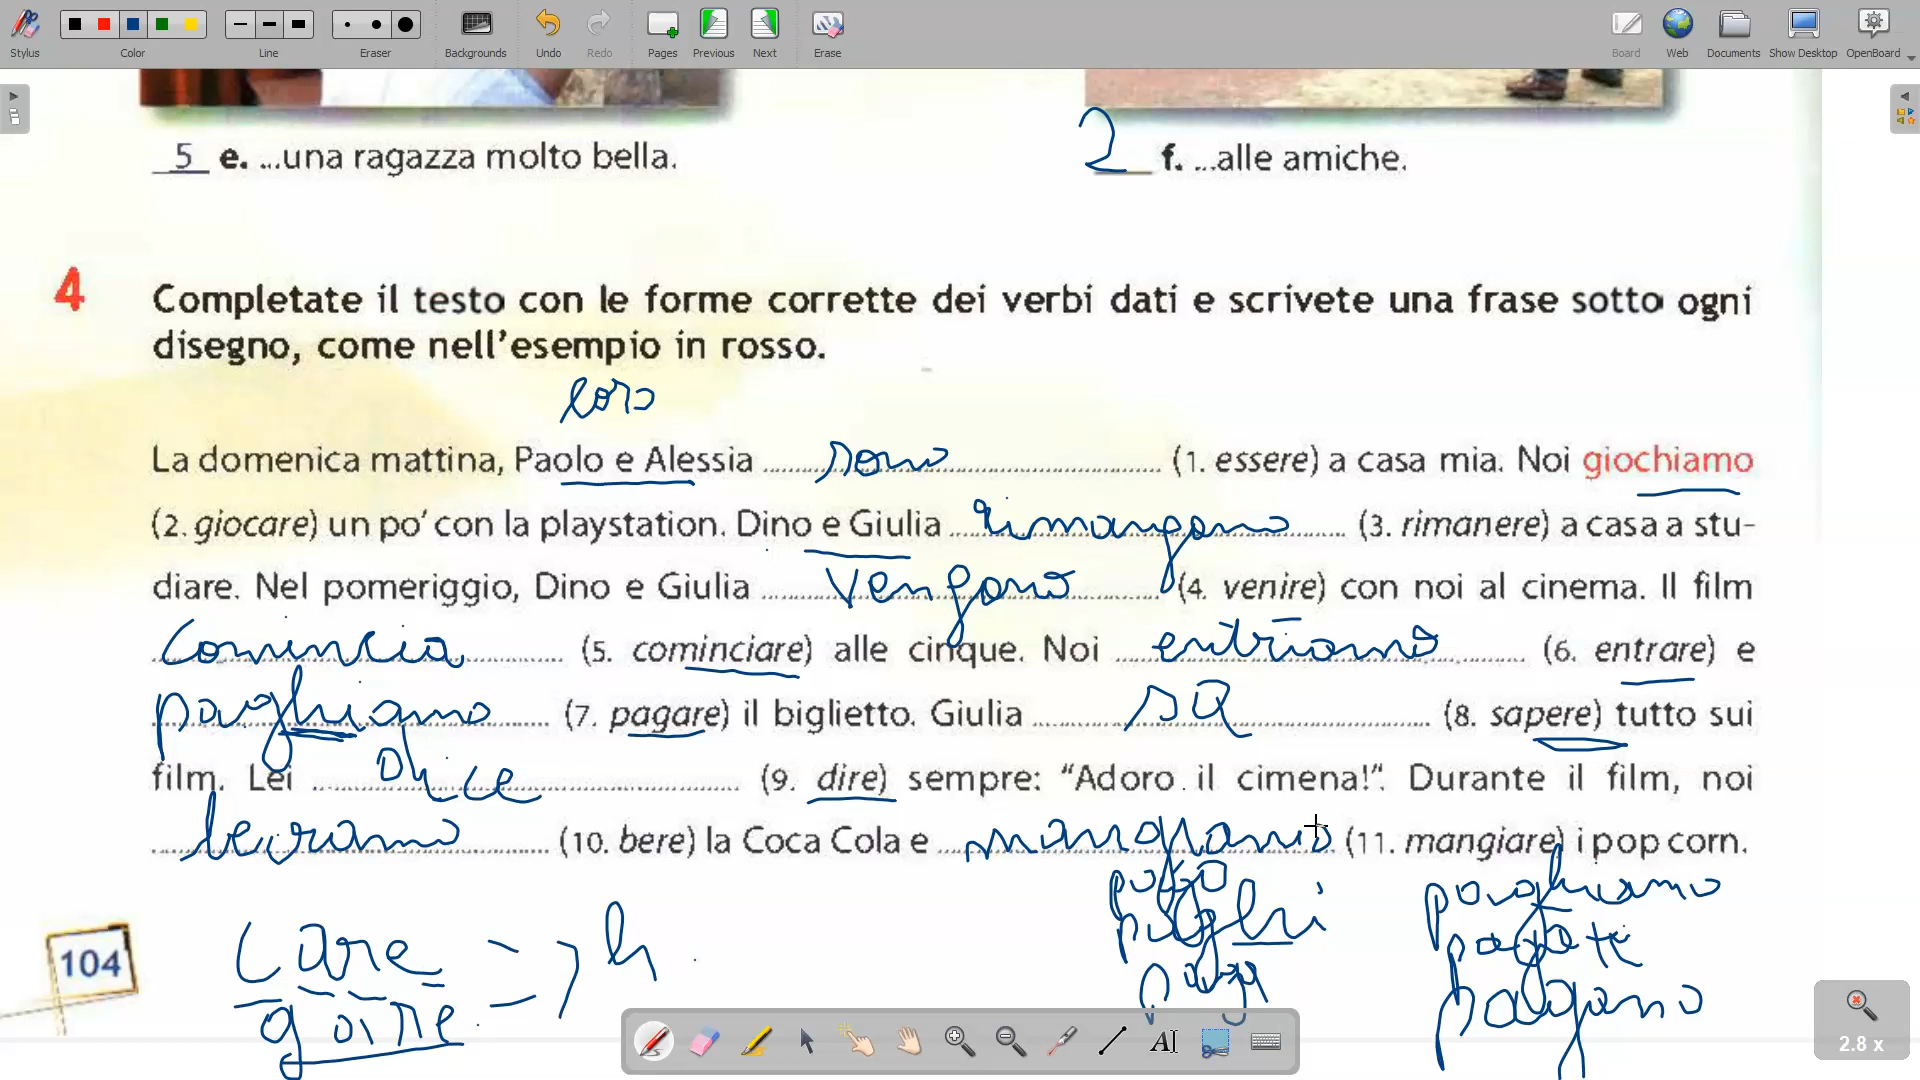 Stylus Color Line Eraser Backgrounds Undo Redo Pages Previous Next Erase Board Web Documents Show Desktop OpenBoard
5 e. ...una ragazza molto bella.
2 f. ...alle amiche.
4 Completate il testo con le forme corrette dei verbi dati e scrivete una frase sotto ogni
disegno, come nell'esempio in rosso.
loro
La domenica mattina, Paolo e Alessia sono (1. essere) a casa mia. Noi giochiamo
(2. giocare) un po' con la playstation. Dino e Giulia rimangono (3. rimanere) a casa a stu-
diare. Nel pomeriggio, Dino e Giulia vengono (4. venire) con noi al cinema. Il film
comincia (5. cominciare) alle cinque. Noi entriamo (6. entrare) e
paghiamo (7. pagare) il biglietto. Giulia sa (8. sapere) tutto sui
film. Lei dice (9. dire) sempre: "Adoro il cimena!". Durante il film, noi
beviamo (10. bere) la Coca Cola e mangiamo (11. mangiare) i pop corn.
pago paghiamo
paghi pagate
paga pagano
care => h
gare
104
2.8 x